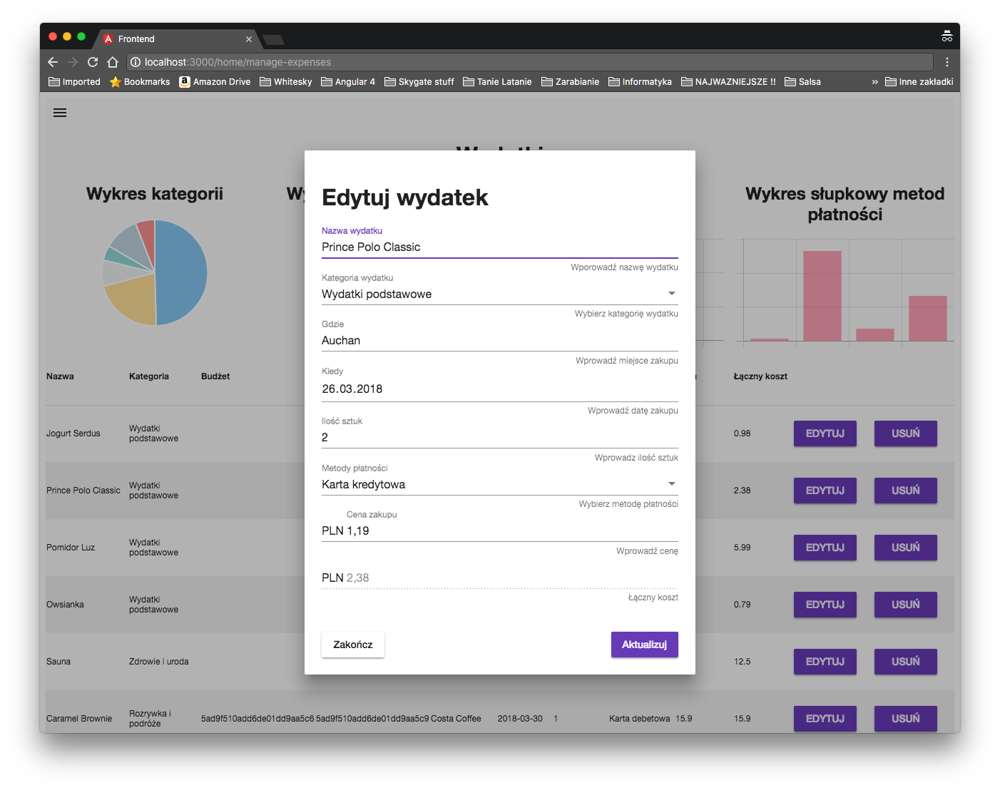 Frontend
localhost:3000/home/manage-expenses
Imported Bookmarks Amazon Drive Whitesky Angular 4 Skygate stuff Tanie Latanie Zarabianie Informatyka NAJWAZNIEJSZE !! Salsa » Inne zakładki
Wykres kategorii
Wykres słupkowy metod
płatności
Edytuj wydatek
Nazwa wydatku
Prince Polo Classic
Wporowadź nazwę wydatku
Kategoria wydatku
Wydatki podstawowe
Wybierz kategorię wydatku
Gdzie
Auchan
Wprowadź miejsce zakupu
Kiedy
26.03.2018
Wprowadź datę zakupu
Ilość sztuk
2
Wprowadz ilość sztuk
Metody płatności
Karta kredytowa
Wybierz metodę płatności
Cena zakupu
PLN 1,19
Wprowadź cenę
PLN 2,38
Łączny koszt
Zakończ Aktualizuj
Nazwa Kategoria Budżet Łączny koszt
Jogurt Serdus Wydatki podstawowe 0.98 EDYTUJ USUŃ
Prince Polo Classic Wydatki podstawowe 2.38 EDYTUJ USUŃ
Pomidor Luz Wydatki podstawowe 5.99 EDYTUJ USUŃ
Owsianka Wydatki podstawowe 0.79 EDYTUJ USUŃ
Sauna Zdrowie i uroda 12.5 EDYTUJ USUŃ
Caramel Brownie Rozrywka i podróże 5ad9f510add6de01dd9aa5c6 5ad9f510add6de01dd9aa5c9 Costa Coffee 2018-03-30 1 Karta debetowa 15.9 15.9 EDYTUJ USUŃ